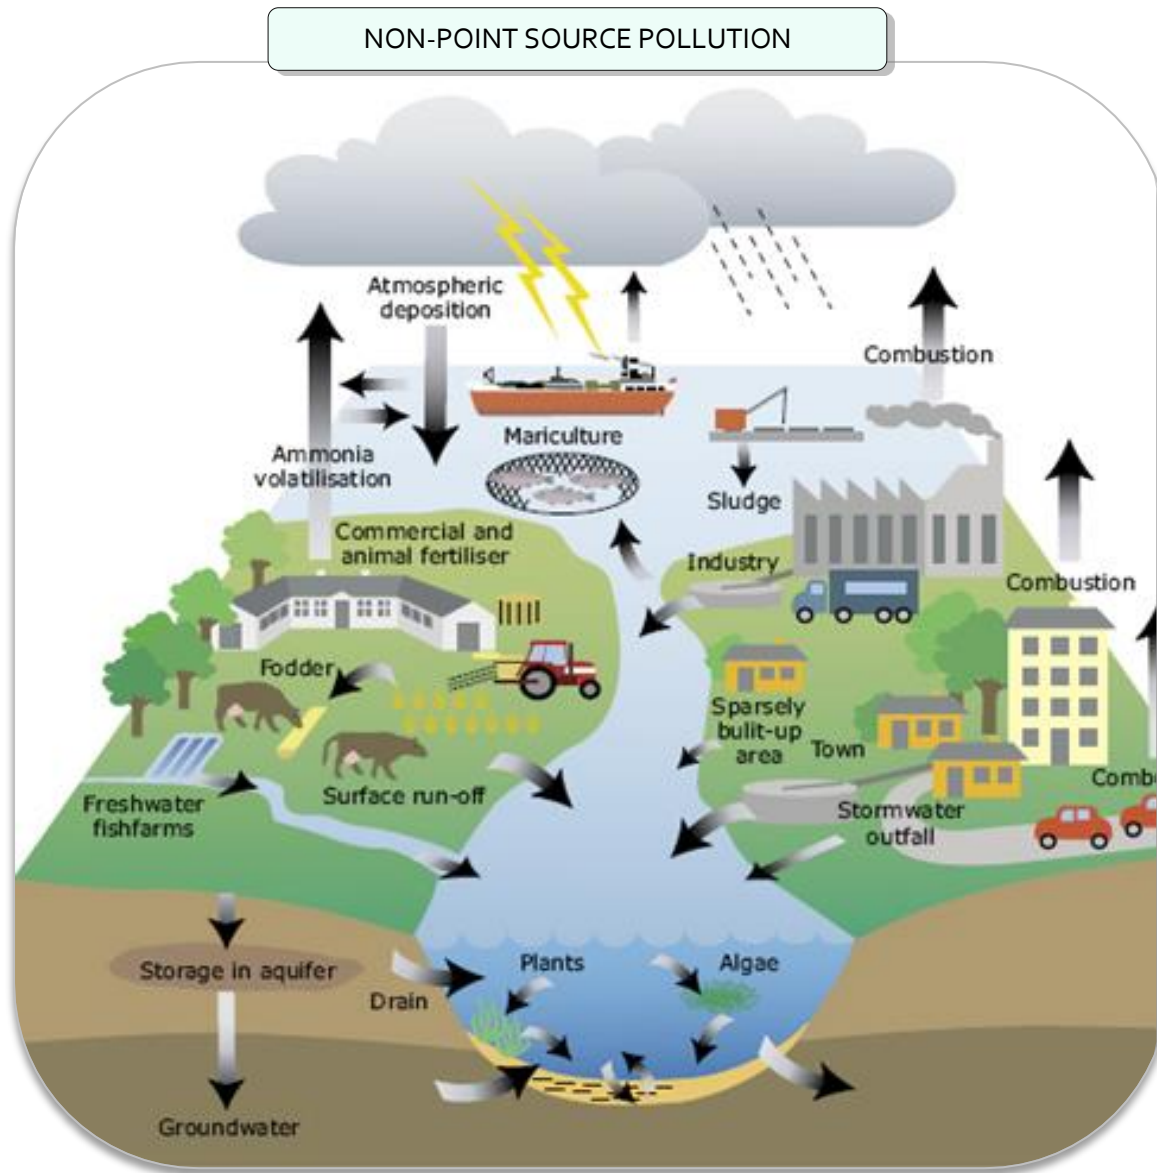 NON-POINT SOURCE POLLUTION
Atmospheric
deposition
Combustion
Mariculture
Ammonia
volatilisation
Sludge
Commercial and
animal fertiliser
Industry
Combustion
Fodder
Sparsely
bulit-up
area
Town
Comb
Surface run-off
Freshwater
fishfarms
Stormwater
outfall
Plants
Algae
Storage in aquifer
Drain
Groundwater